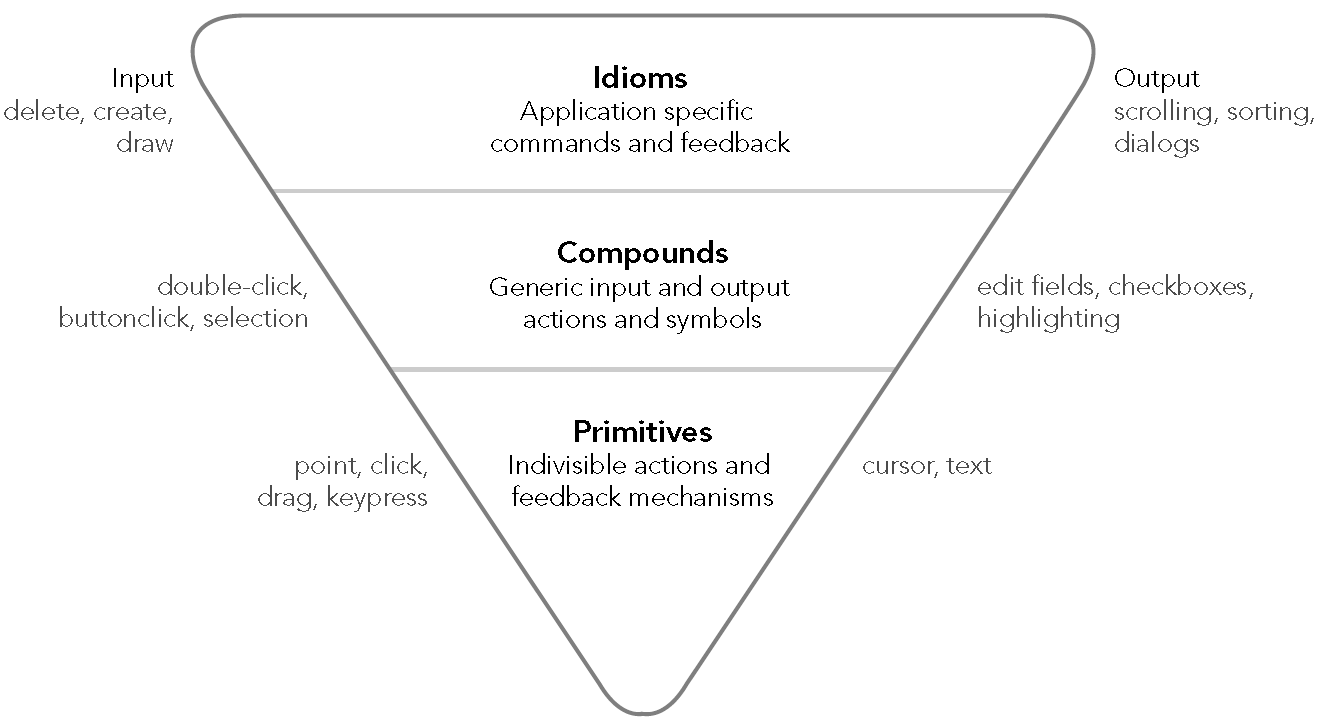 Input
delete, create,
draw
Idioms
Application specific
commands and feedback
Output
scrolling, sorting,
dialogs
double-click,
buttonclick, selection
Compounds
Generic input and output
actions and symbols
edit fields, checkboxes,
highlighting
point, click,
drag, keypress
Primitives
Indivisible actions and
feedback mechanisms
cursor, text